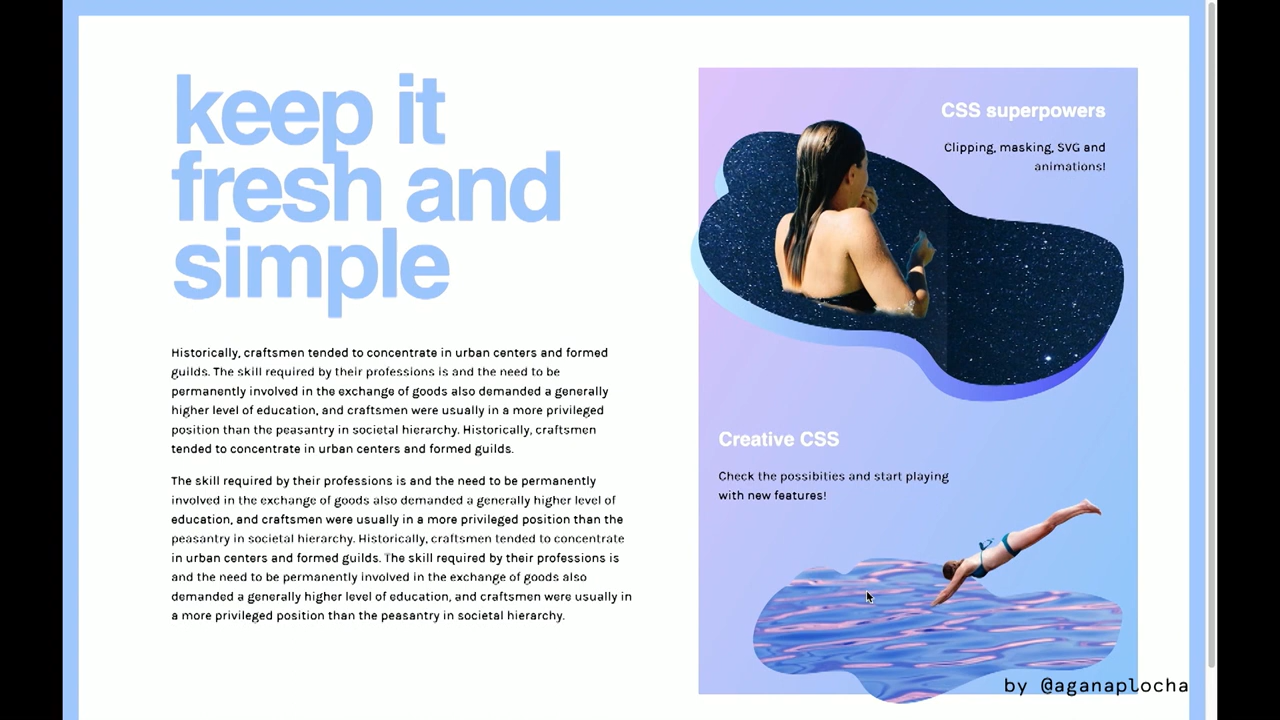 keep it
fresh and
simple
Historically, craftsmen tended to concentrate in urban centers and formed
guilds. The skill required by their professions is and the need to be
permanently involved in the exchange of goods also demanded a generally
higher level of education, and craftsmen were usually in a more privileged
position than the peasantry in societal hierarchy. Historically, craftsmen
tended to concentrate in urban centers and formed guilds.
The skill required by their professions is and the need to be permanently
involved in the exchange of goods also demanded a generally higher level of
education, and craftsmen were usually in a more privileged position than the
peasantry in societal hierarchy. Historically, craftsmen tended to concentrate
in urban centers and formed guilds. The skill required by their professions is
and the need to be permanently involved in the exchange of goods also
demanded a generally higher level of education, and craftsmen were usually in
a more privileged position than the peasantry in societal hierarchy.
CSS superpowers
Clipping, masking, SVG and
animations!
Creative CSS
Check the possibities and start playing
with new features!
by @aganaplocha